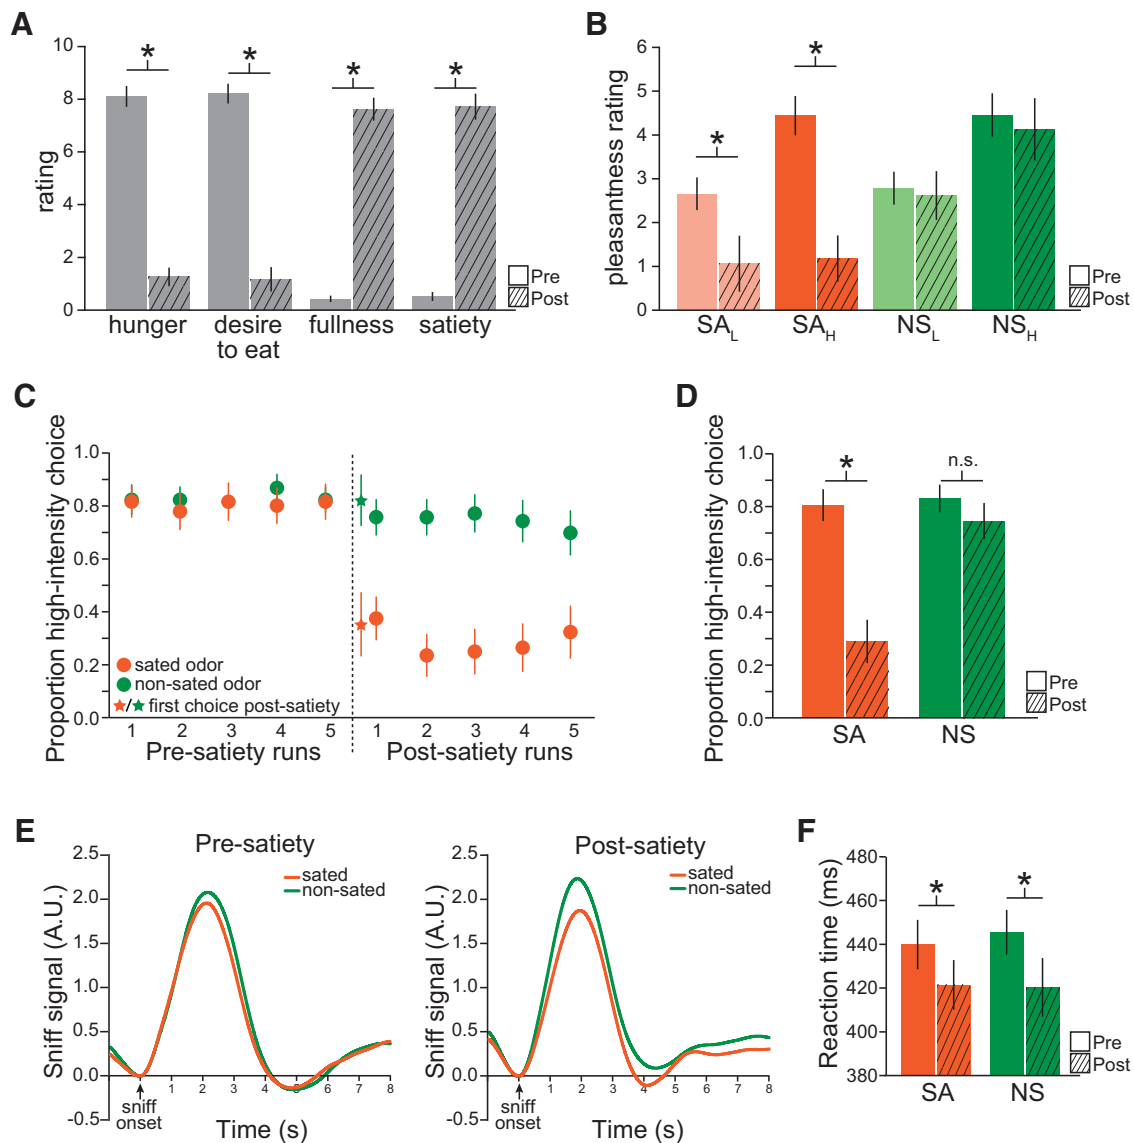 A
10
8
6
4
2
0
rating
*
*
*
*
hunger
desire
to eat
fullness
satiety
Pre
Post
B
6
5
4
3
2
1
0
pleasantness rating
*
*
SA_L
SA_H
NS_L
NS_H
Pre
Post
C
Proportion high-intensity choice
1.0
0.8
0.6
0.4
0.2
0.0
sated odor
non-sated odor
★/★ first choice post-satiety
1 2 3 4 5 1 2 3 4 5
Pre-satiety runs
Post-satiety runs
D
Proportion high-intensity choice
1.0
0.8
0.6
0.4
0.2
0.0
*
n.s.
SA
NS
Pre
Post
E
Pre-satiety
Sniff signal (A.U.)
2.5
2.0
1.5
1.0
0.5
0.0
-0.5
sated
non-sated
1 2 3 4 5 6 7 8
sniff
onset
Time (s)
Post-satiety
Sniff signal (A.U.)
2.5
2.0
1.5
1.0
0.5
0.0
-0.5
sated
non-sated
1 2 3 4 5 6 7 8
sniff
onset
Time (s)
F
Reaction time (ms)
480
460
440
420
400
380
*
*
SA
NS
Pre
Post